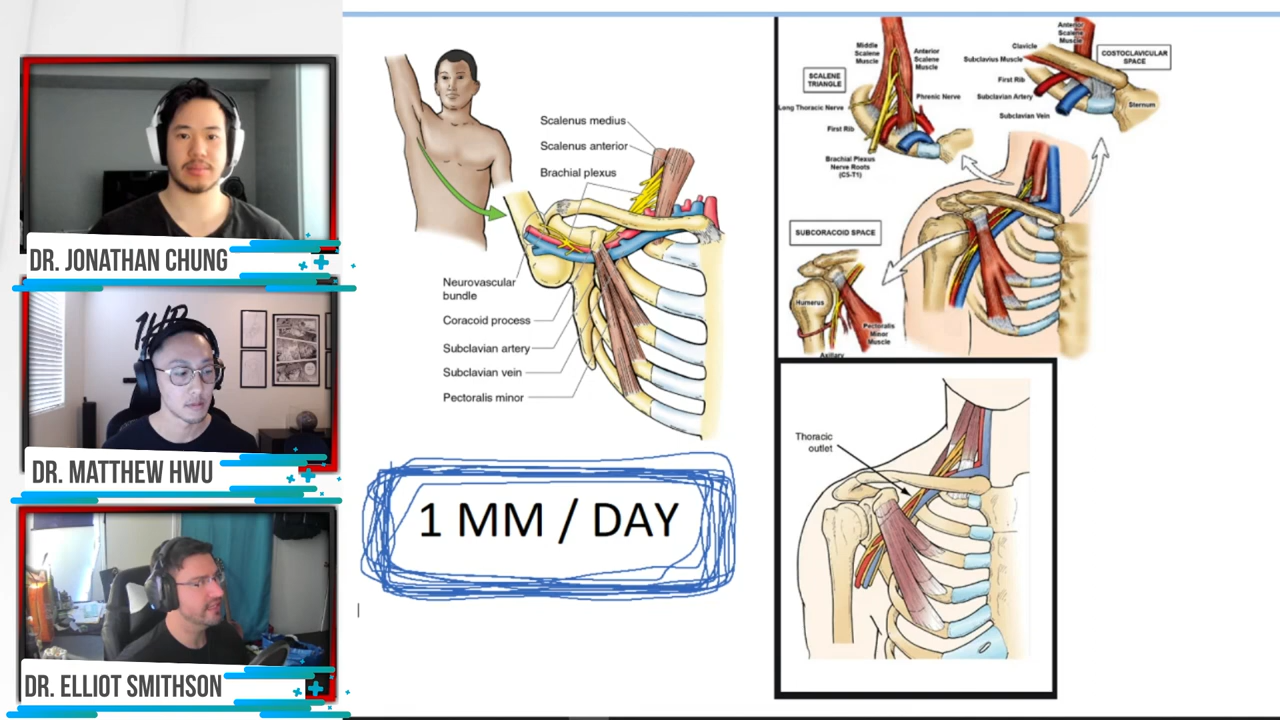 DR. JONATHAN CHUNG
1HP
DR. MATTHEW HWU
DR. ELLIOT SMITHSON
Scalenus medius
Scalenus anterior
Brachial plexus
Neurovascular
bundle
Coracoid process
Subclavian artery
Subclavian vein
Pectoralis minor
1 MM / DAY
Middle
Scalene
Muscle
Anterior
Scalene
Muscle
SCALENE
TRIANGLE
Long Thoracic Nerve
Phrenic Nerve
First Rib
Brachial Plexus
Nerve Roots
(C5-T1)
Anterior
Scalene
Muscle
Clavicle
Subclavius Muscle
COSTOCLAVICULAR
SPACE
First Rib
Subclavian Artery
Sternum
Subclavian Vein
SUBCORACOID SPACE
Humerus
Pectoralis
Minor
Muscle
Axillary
Thoracic
outlet